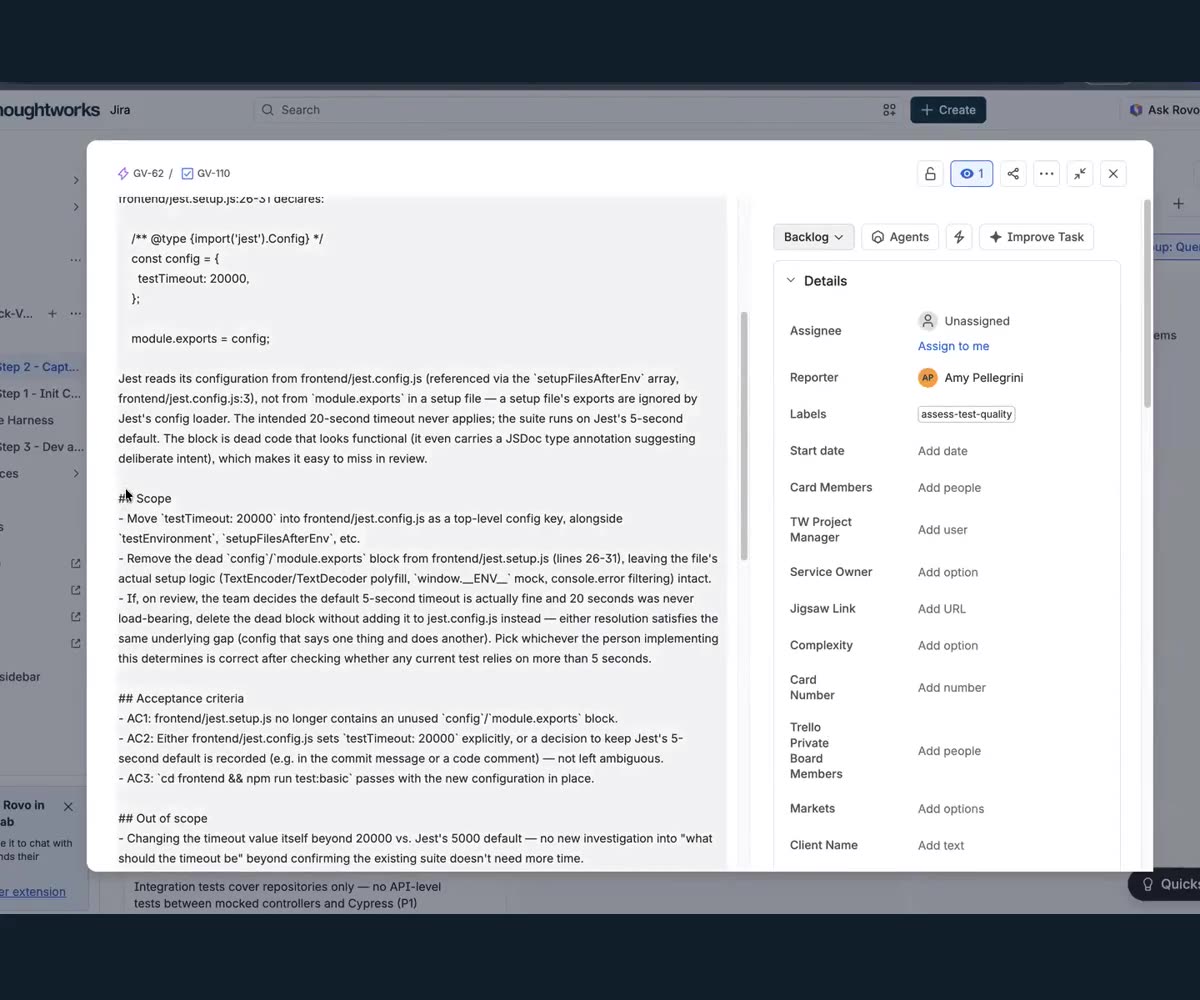 houghtworks Jira
Search
Create
Ask Rovo
GV-62 / GV-110
1
frontend/jest.setup.js:26-31 declares:
/** @type {import('jest').Config} */
const config = {
testTimeout: 20000,
};
module.exports = config;
Jest reads its configuration from frontend/jest.config.js (referenced via the `setupFilesAfterEnv` array,
frontend/jest.config.js:3), not from `module.exports` in a setup file — a setup file's exports are ignored by
Jest's config loader. The intended 20-second timeout never applies; the suite runs on Jest's 5-second
default. The block is dead code that looks functional (it even carries a JSDoc type annotation suggesting
deliberate intent), which makes it easy to miss in review.
## Scope
- Move `testTimeout: 20000` into frontend/jest.config.js as a top-level config key, alongside
`testEnvironment`, `setupFilesAfterEnv`, etc.
- Remove the dead `config`/`module.exports` block from frontend/jest.setup.js (lines 26-31), leaving the file's
actual setup logic (TextEncoder/TextDecoder polyfill, `window.__ENV__` mock, console.error filtering) intact.
- If, on review, the team decides the default 5-second timeout is actually fine and 20 seconds was never
load-bearing, delete the dead block without adding it to jest.config.js instead — either resolution satisfies the
same underlying gap (config that says one thing and does another). Pick whichever the person implementing
this determines is correct after checking whether any current test relies on more than 5 seconds.
## Acceptance criteria
- AC1: frontend/jest.setup.js no longer contains an unused `config`/`module.exports` block.
- AC2: Either frontend/jest.config.js sets `testTimeout: 20000` explicitly, or a decision to keep Jest's 5-
second default is recorded (e.g. in the commit message or a code comment) — not left ambiguous.
- AC3: `cd frontend && npm run test:basic` passes with the new configuration in place.
## Out of scope
- Changing the timeout value itself beyond 20000 vs. Jest's 5000 default — no new investigation into "what
should the timeout be" beyond confirming the existing suite doesn't need more time.
Backlog
Agents
Improve Task
Details
Assignee
Unassigned
Assign to me
Reporter
AP Amy Pellegrini
Labels
assess-test-quality
Start date
Add date
Card Members
Add people
TW Project
Manager
Add user
Service Owner
Add option
Jigsaw Link
Add URL
Complexity
Add option
Card
Number
Add number
Trello
Private
Board
Members
Add people
Markets
Add options
Client Name
Add text
ck-V...
Step 2 - Capt...
Step 1 - Init C...
e Harness
Step 3 - Dev a...
ces
s
sidebar
Rovo in
ab
e it to chat with
nds their
er extension
Integration tests cover repositories only — no API-level
tests between mocked controllers and Cypress (P1)
oup: Que
ems
Quicks